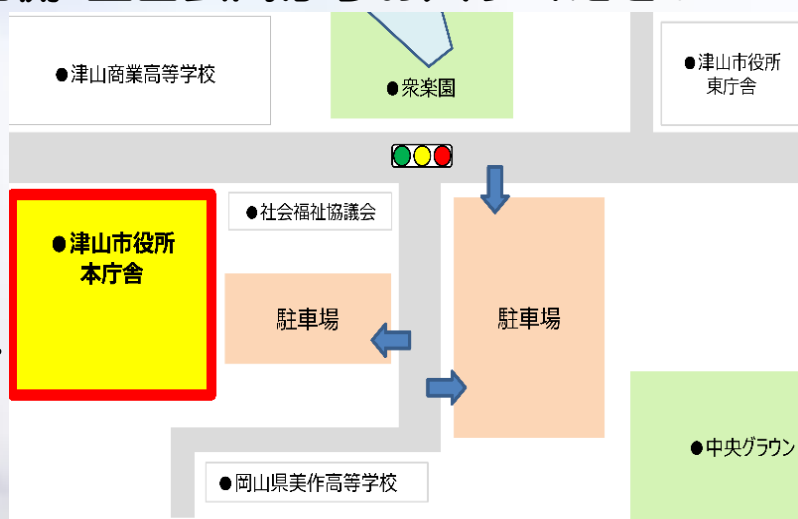 ●津山商業高等学校
●衆楽園
●津山市役所
東庁舎
●社会福祉協議会
●津山市役所
本庁舎
駐車場
駐車場
●中央グラウン
●岡山県美作高等学校